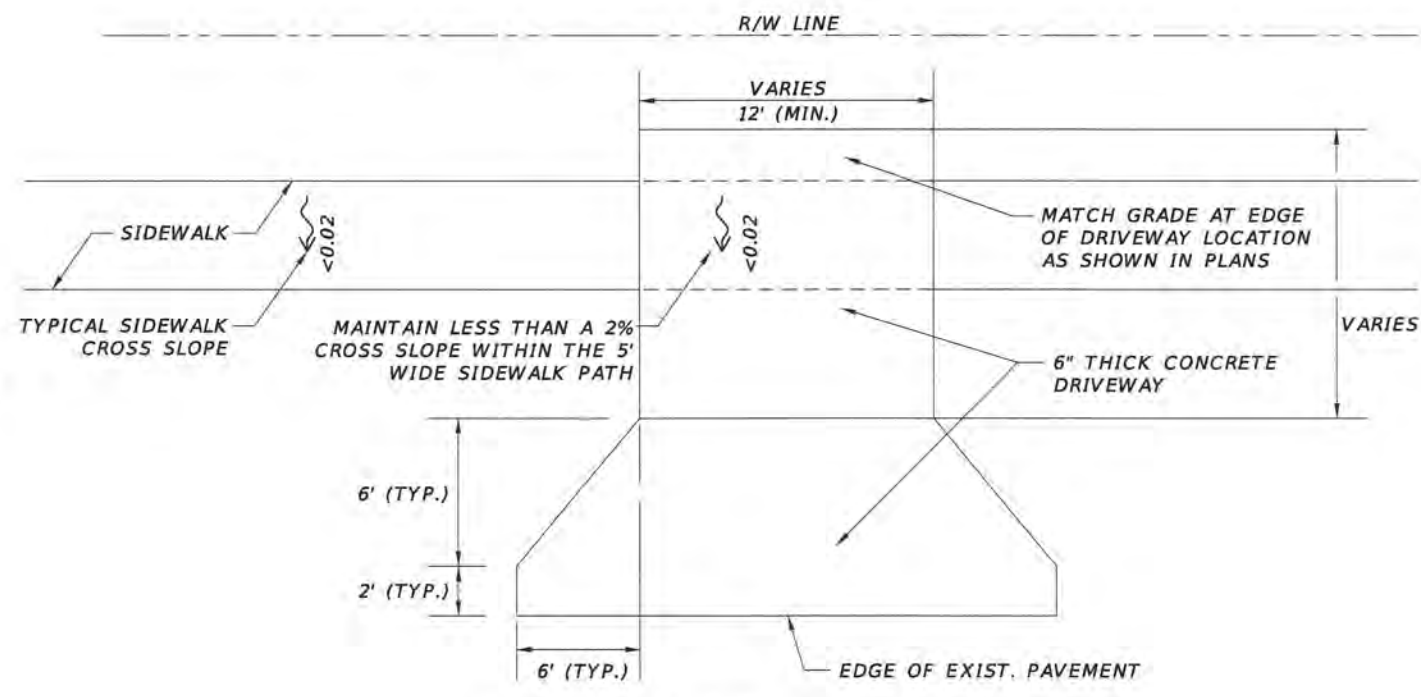 R/W LINE
VARIES
12' (MIN.)
SIDEWALK
<0.02
<0.02
MATCH GRADE AT EDGE
OF DRIVEWAY LOCATION
AS SHOWN IN PLANS
TYPICAL SIDEWALK
CROSS SLOPE
MAINTAIN LESS THAN A 2%
CROSS SLOPE WITHIN THE 5'
WIDE SIDEWALK PATH
VARIES
6" THICK CONCRETE
DRIVEWAY
6' (TYP.)
2' (TYP.)
6' (TYP.)
EDGE OF EXIST. PAVEMENT